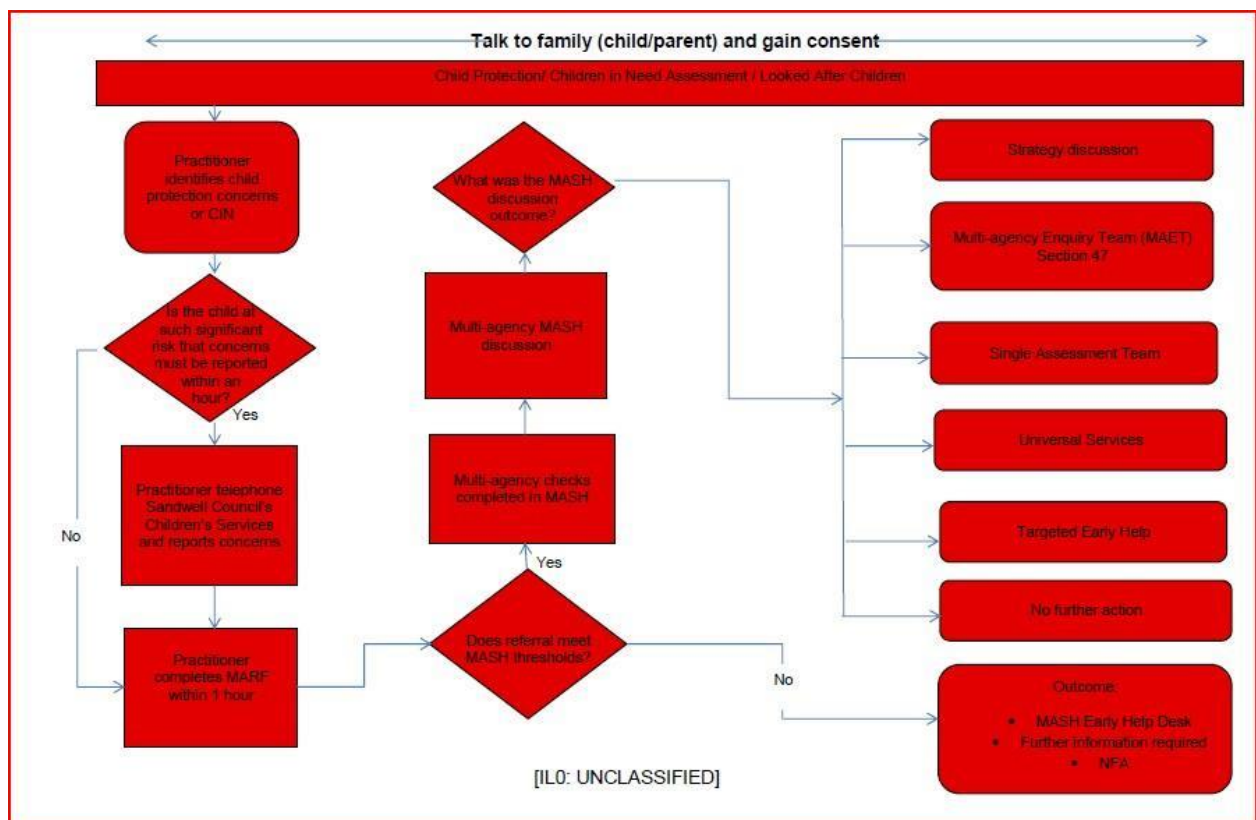 Talk to family (child/parent) and gain consent
Child Protection/ Children in Need Assessment / Looked After Children
Practitioner
identifies child
protection concerns
or CIN
Is the child at
such significant
risk that concerns
must be reported
within an
hour?
Yes
No
Practitioner telephone
Sandwell Council's
Children's Services
and reports concerns
Practitioner
completes MARF
within 1 hour
What was the MASH
discussion
outcome?
Multi-agency MASH
discussion
Multi-agency checks
completed in MASH
Yes
Does referral meet
MASH thresholds?
No
Strategy discussion
Multi-agency Enquiry Team (MAET)
Section 47
Single Assessment Team
Universal Services
Targeted Early Help
No further action
Outcome:
• MASH Early Help Desk
• Further information required
• NFA
[IL0: UNCLASSIFIED]